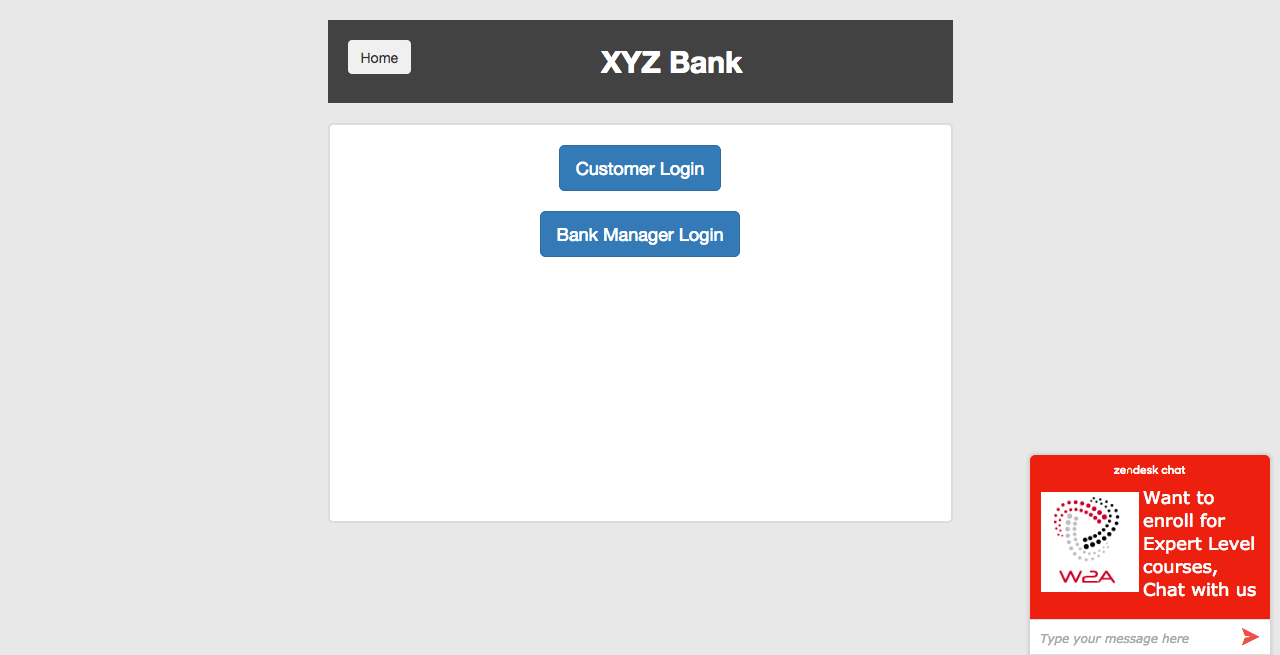 Home
XYZ Bank
Customer Login
Bank Manager Login
zendesk chat
Want to
enroll for
Expert Level
courses,
Chat with us
W2A
Type your message here